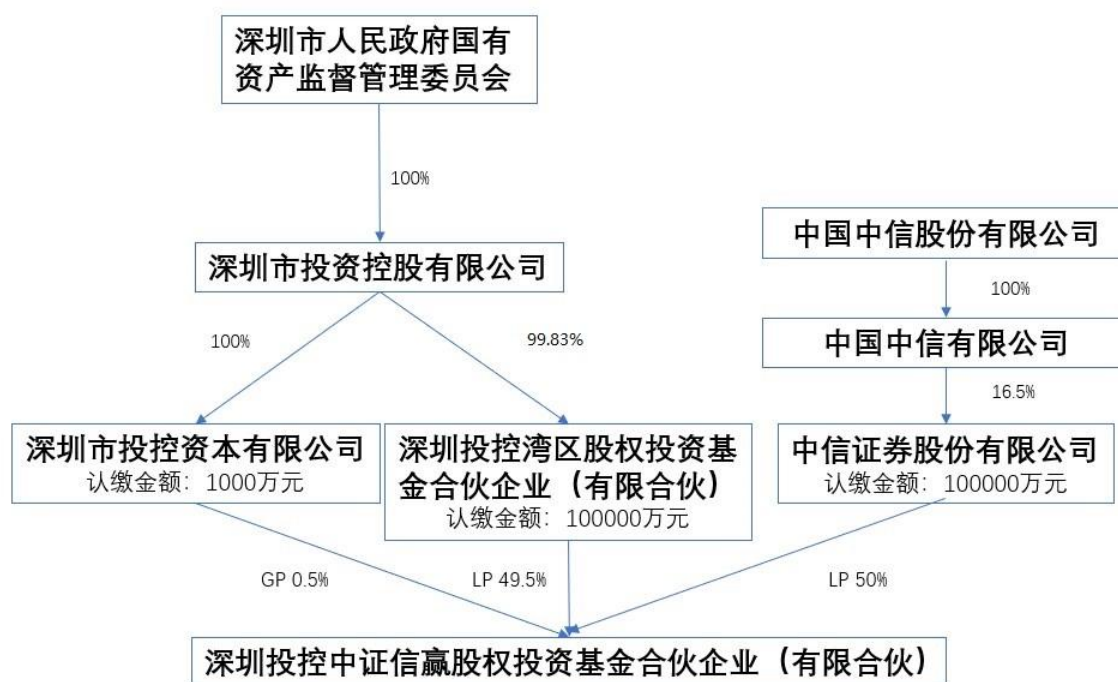 深圳市人民政府国有
资产监督管理委员会
100%
中国中信股份有限公司
深圳市投资控股有限公司
100%
中国中信有限公司
100%
99.83%
16.5%
深圳市投控资本有限公司
认缴金额：1000万元
深圳投控湾区股权投资基
金合伙企业（有限合伙）
认缴金额：100000万元
中信证券股份有限公司
认缴金额：100000万元
GP 0.5%
LP 49.5%
LP 50%
深圳投控中证信赢股权投资基金合伙企业（有限合伙）